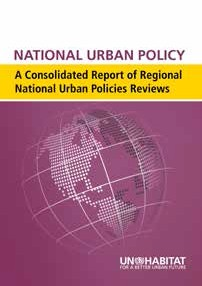 NATIONAL URBAN POLICY
A Consolidated Report of Regional
National Urban Policies Reviews
UN HABITAT
FOR A BETTER URBAN FUTURE